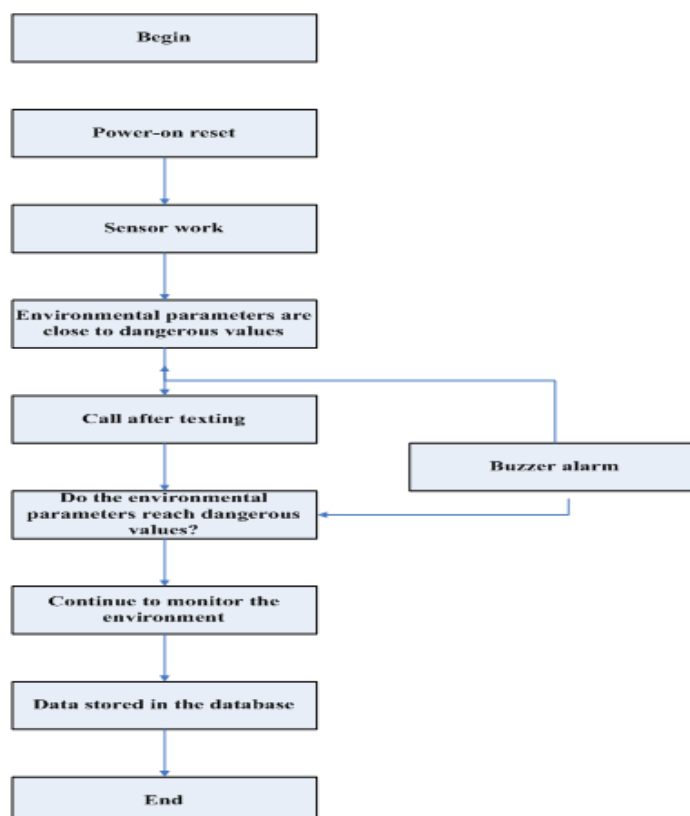 Begin
Power-on reset
Sensor work
Environmental parameters are
close to dangerous values
Call after texting
Buzzer alarm
Do the environmental
parameters reach dangerous
values?
Continue to monitor the
environment
Data stored in the database
End